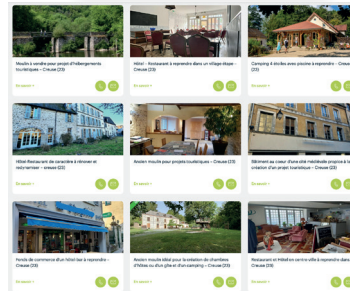 Moulin à vendre pour projet d'hébergements
touristiques - Creuse (23)
En savoir +
Hôtel - Restaurant à reprendre dans un village étape -
Creuse (23)
En savoir +
Camping 4 étoiles avec piscine à reprendre - Creuse
(23)
En savoir +
Hôtel-Restaurant de caractère à rénover et
redynamiser - creuse (23)
En savoir +
Ancien moulin pour projets touristiques - Creuse (23)
En savoir +
Bâtiment au coeur d'une cité médiévale propice à la
création d'un projet touristique - Creuse (23)
En savoir +
Fonds de commerce d'un hôtel bar à reprendre -
Creuse (23)
En savoir +
Ancien moulin idéal pour la création de chambres
d'hôtes ou d'un gîte et d'un camping - Creuse (23)
En savoir +
Restaurant et Hôtel en centre ville à reprendre dans
Creuse (23)
En savoir +